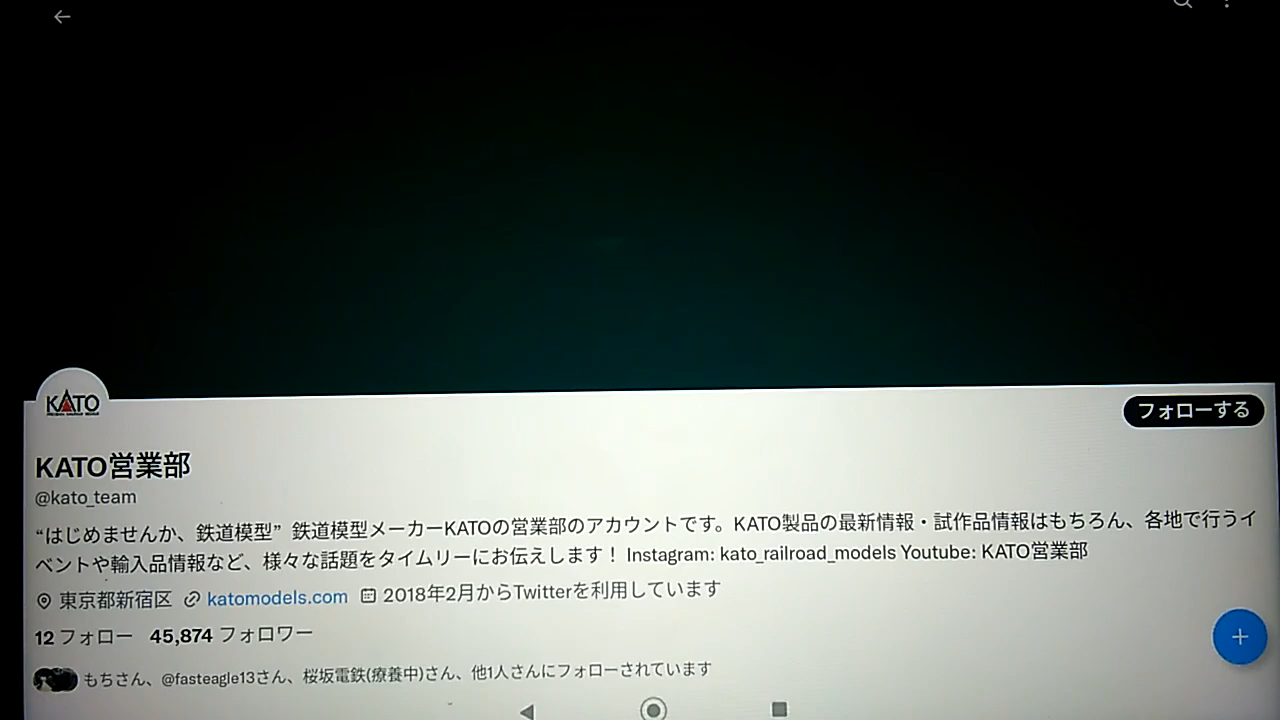 KATO
フォローする
KATO営業部
@kato_team
“はじめませんか、鉄道模型” 鉄道模型メーカーKATOの営業部のアカウントです。KATO製品の最新情報・試作品情報はもちろん、各地で行うイ
ベントや輸入品情報など、様々な話題をタイムリーにお伝えします！ Instagram: kato_railroad_models Youtube: KATO営業部
東京都新宿区 katomodels.com 2018年2月からTwitterを利用しています
12 フォロー 45,874 フォロワー
もちさん、@fasteagle13さん、桜坂電鉄(療養中)さん、他1人さんにフォローされています